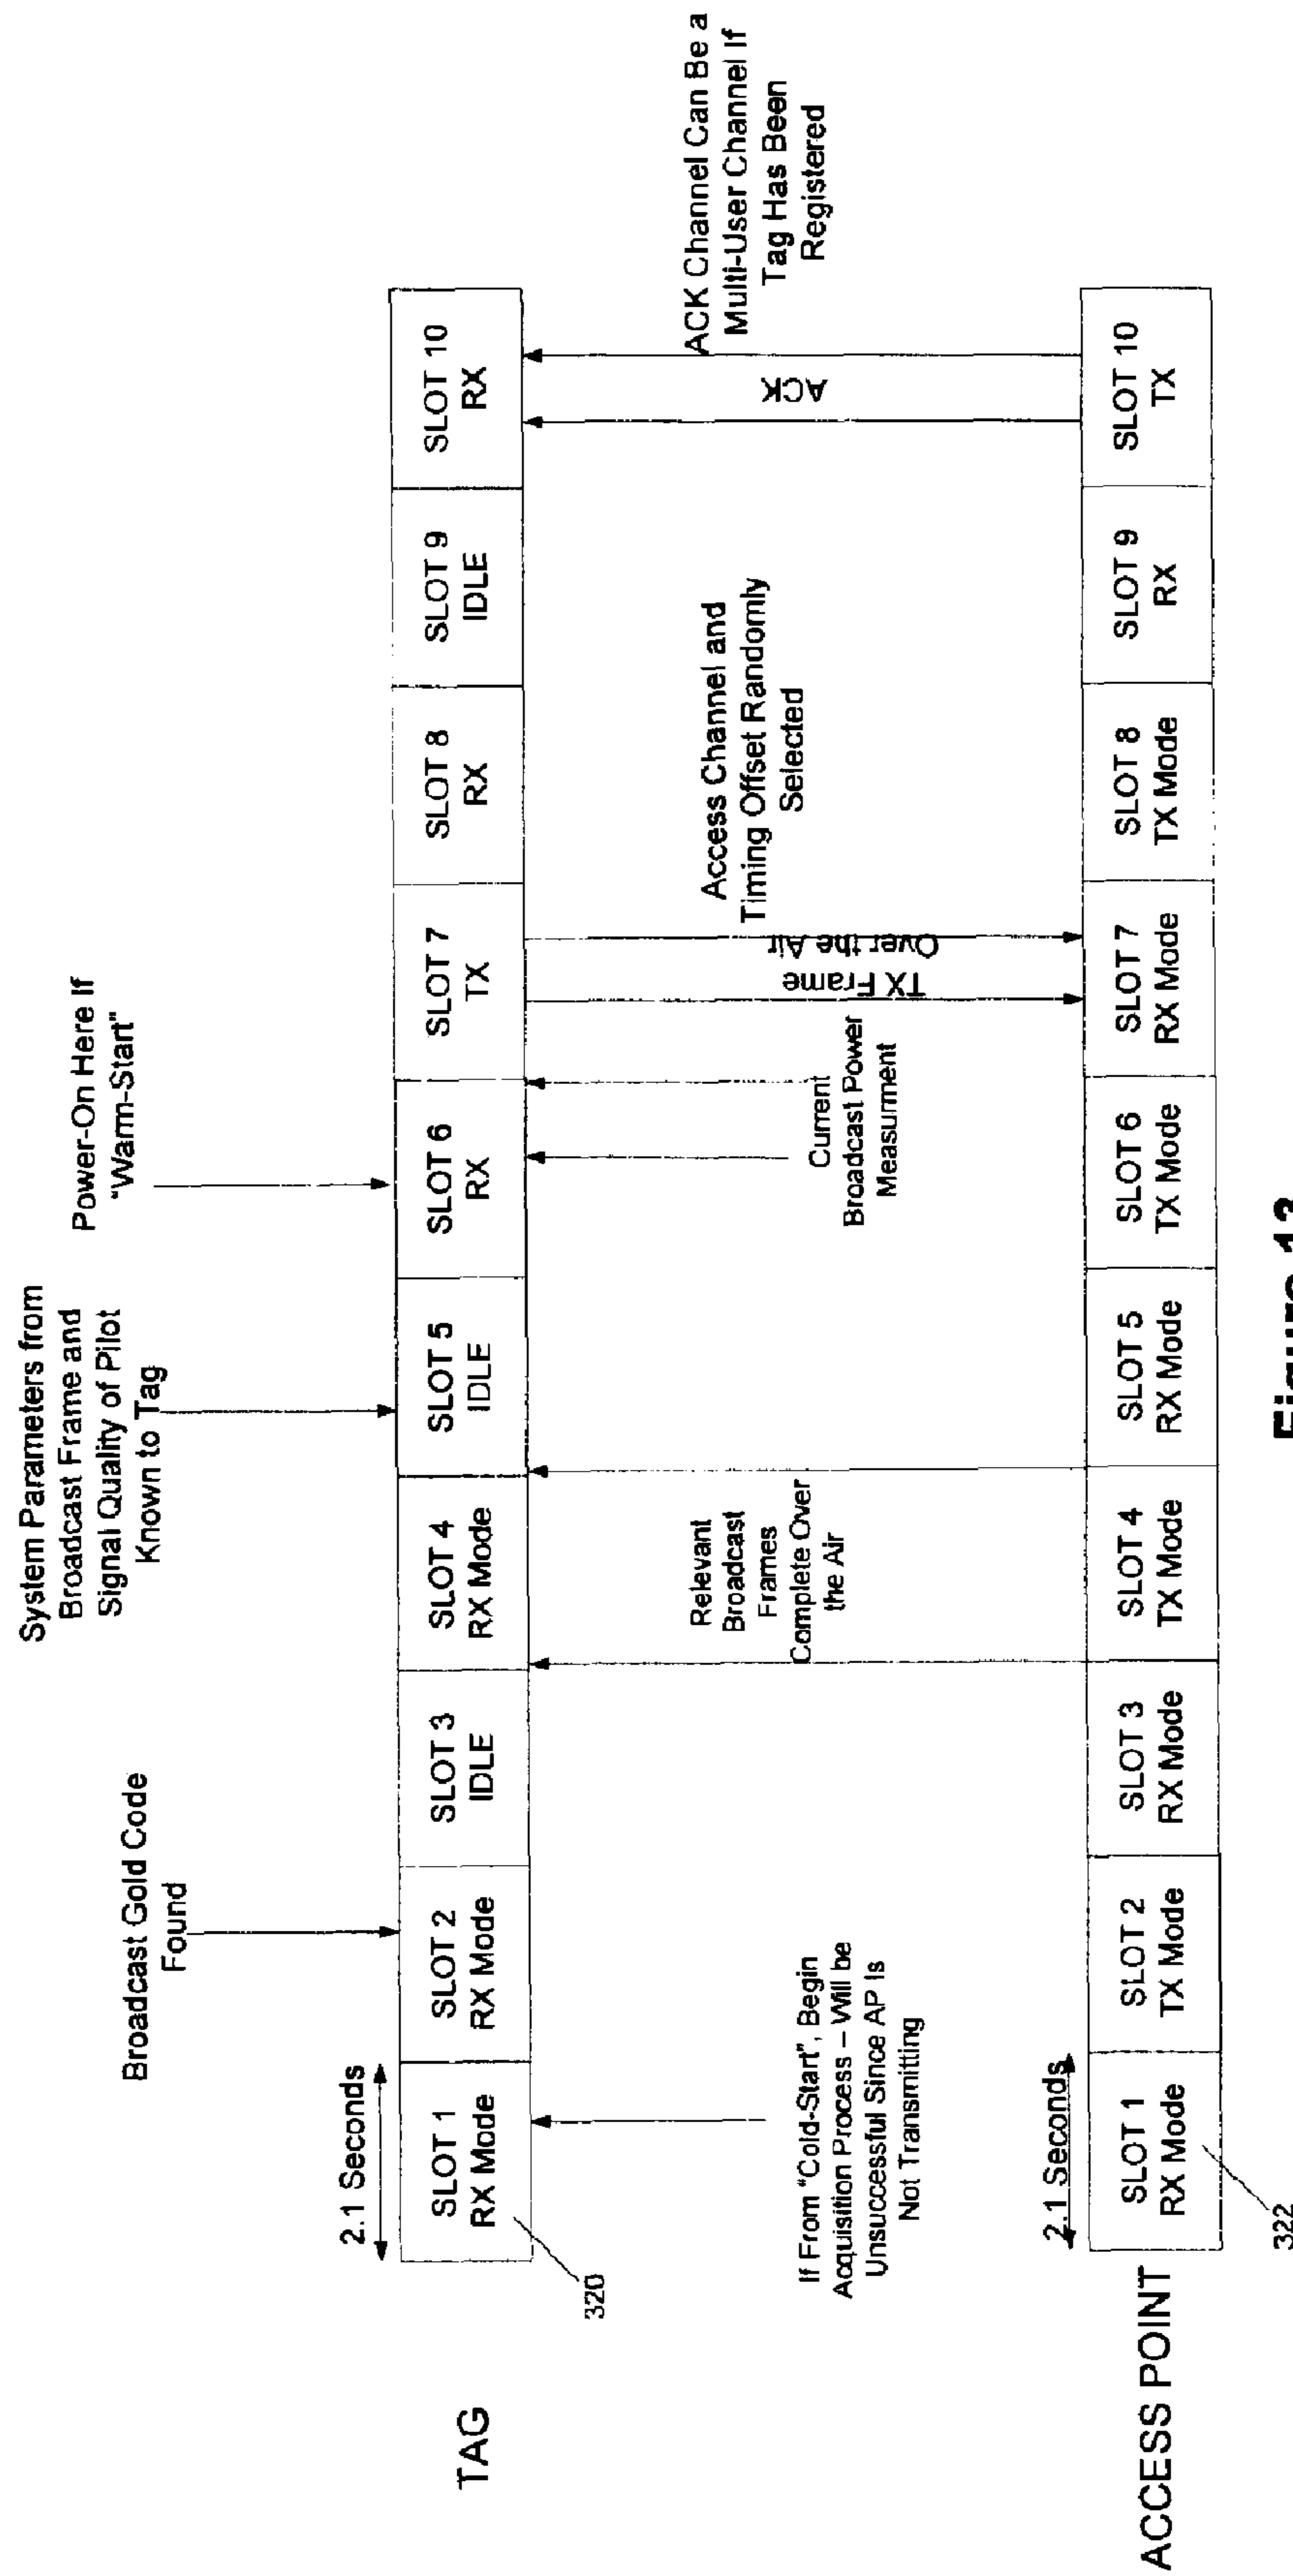 System Parameters from
Broadcast Frame and
Signal Quality of Pilot
Known to Tag
Power-On Here If
"Warm-Start"
Broadcast Gold Code
Found
2.1 Seconds
TAG
SLOT 1
RX Mode
SLOT 2
RX Mode
SLOT 3
IDLE
SLOT 4
RX Mode
SLOT 5
IDLE
SLOT 6
RX
SLOT 7
TX
SLOT 8
RX
SLOT 9
IDLE
SLOT 10
RX
320
If From "Cold-Start", Begin
Acquisition Process – Will be
Unsuccessful Since AP Is
Not Transmitting
Relevant
Broadcast
Frames
Complete Over
the Air
Current
Broadcast Power
Measurment
TX Frame
Over the Air
Access Channel and
Timing Offset Randomly
Selected
ACK
ACK Channel Can Be a
Multi-User Channel If
Tag Has Been
Registered
2.1 Seconds
ACCESS POINT
SLOT 1
RX Mode
SLOT 2
TX Mode
SLOT 3
RX Mode
SLOT 4
TX Mode
SLOT 5
RX Mode
SLOT 6
TX Mode
SLOT 7
RX Mode
SLOT 8
TX Mode
SLOT 9
RX
SLOT 10
TX
322
Figure